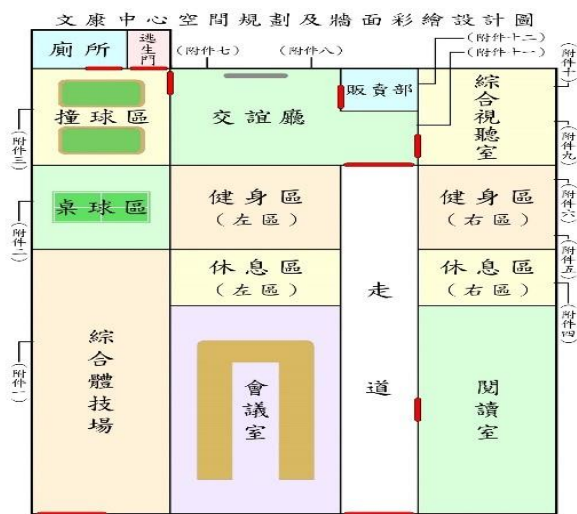 文康中心空間規劃及牆面彩繪設計圖
廁所
逃生門
(附件七)
(附件八)
(附件十二)
(附件十一)
(附件十)
撞球區
交誼廳
販賣部
綜合視聽室
(附件三)
(附件九)
桌球區
健身區
(左區)
健身區
(右區)
(附件六)
(附件二)
(附件五)
休息區
(左區)
休息區
(右區)
走道
(附件四)
綜合體技場
會議室
閱讀室
(附件一)